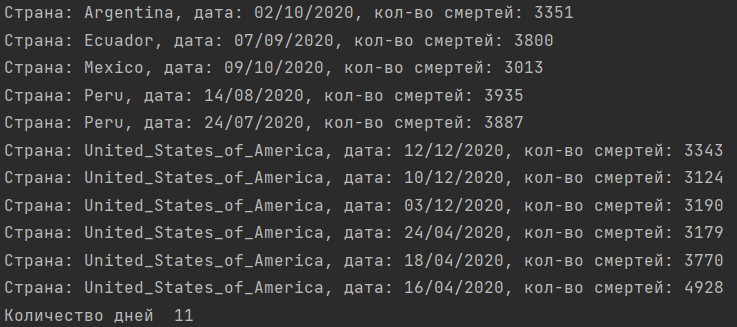 Страна: Argentina, дата: 02/10/2020, кол-во смертей: 3351
Страна: Ecuador, дата: 07/09/2020, кол-во смертей: 3800
Страна: Mexico, дата: 09/10/2020, кол-во смертей: 3013
Страна: Peru, дата: 14/08/2020, кол-во смертей: 3935
Страна: Peru, дата: 24/07/2020, кол-во смертей: 3887
Страна: United_States_of_America, дата: 12/12/2020, кол-во смертей: 3343
Страна: United_States_of_America, дата: 10/12/2020, кол-во смертей: 3124
Страна: United_States_of_America, дата: 03/12/2020, кол-во смертей: 3190
Страна: United_States_of_America, дата: 24/04/2020, кол-во смертей: 3179
Страна: United_States_of_America, дата: 18/04/2020, кол-во смертей: 3770
Страна: United_States_of_America, дата: 16/04/2020, кол-во смертей: 4928
Количество дней  11